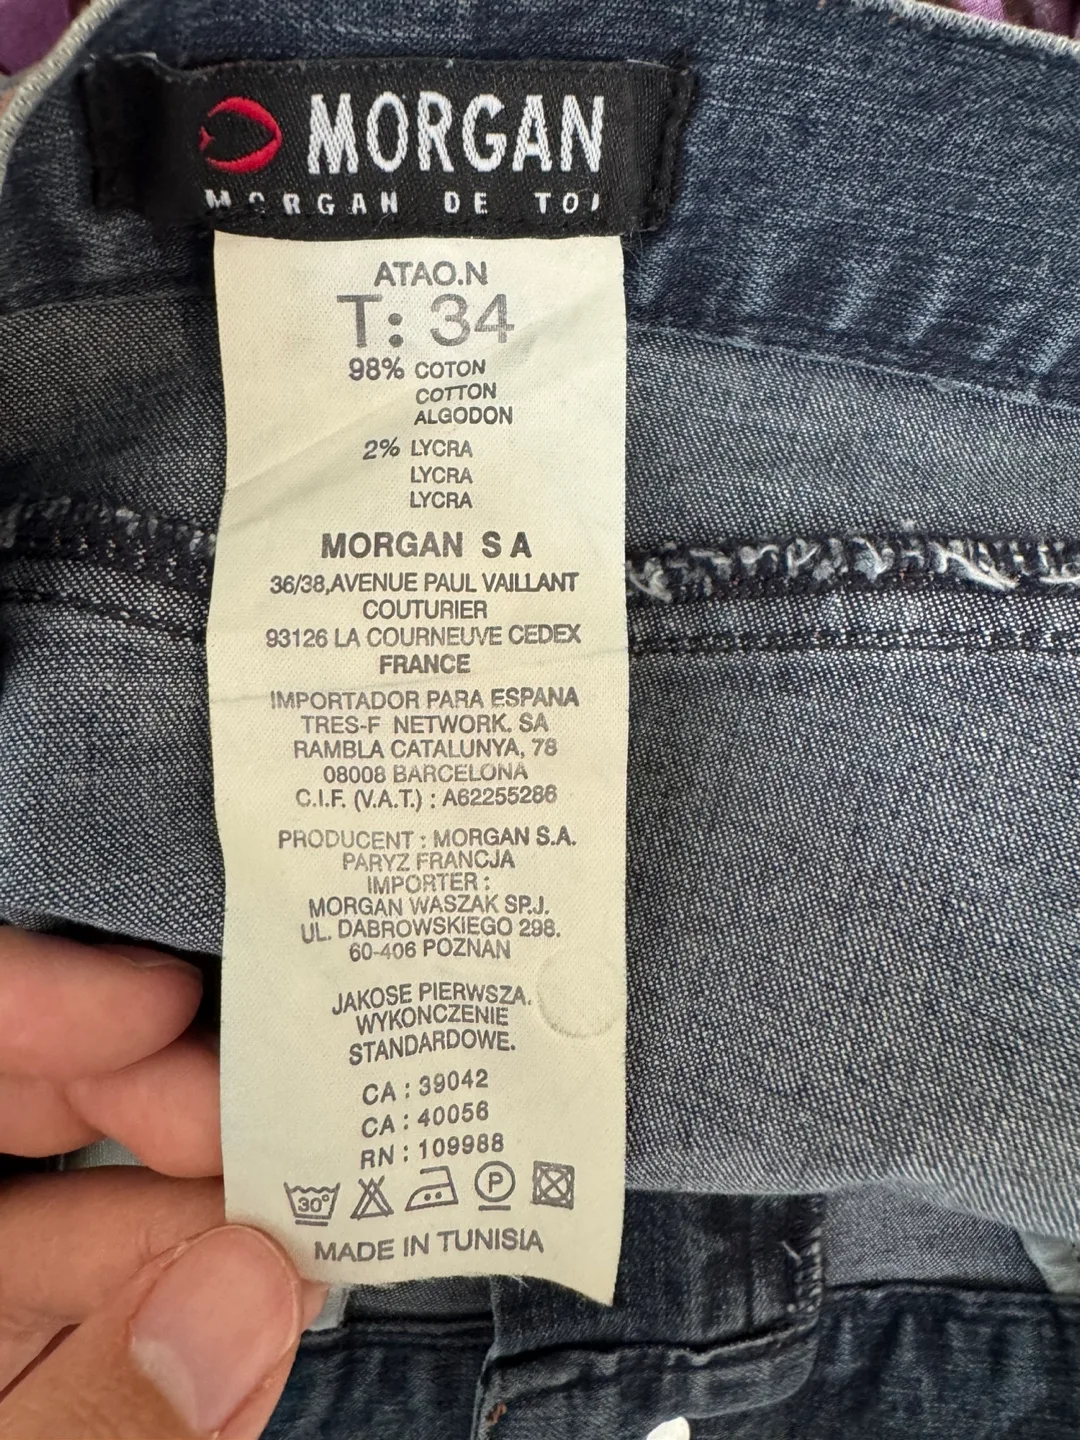 MORGAN
MORGAN DE TOI
ATAO.N
T: 34
98% COTON
COTTON
ALGODON
2% LYCRA
LYCRA
LYCRA
MORGAN S A
36/38,AVENUE PAUL VAILLANT
COUTURIER
93126 LA COURNEUVE CEDEX
FRANCE
IMPORTADOR PARA ESPANA
TRES-F NETWORK. SA
RAMBLA CATALUNYA, 78
08008 BARCELONA
C.I.F. (V.A.T.) : A62255286
PRODUCENT : MORGAN S.A.
PARYZ FRANCJA
IMPORTER :
MORGAN WASZAK SP.J.
UL. DABROWSKIEGO 298.
60-406 POZNAN
JAKOSE PIERWSZA.
WYKONCZENIE
STANDARDOWE.
CA : 39042
CA : 40056
RN : 109988
30° P
MADE IN TUNISIA